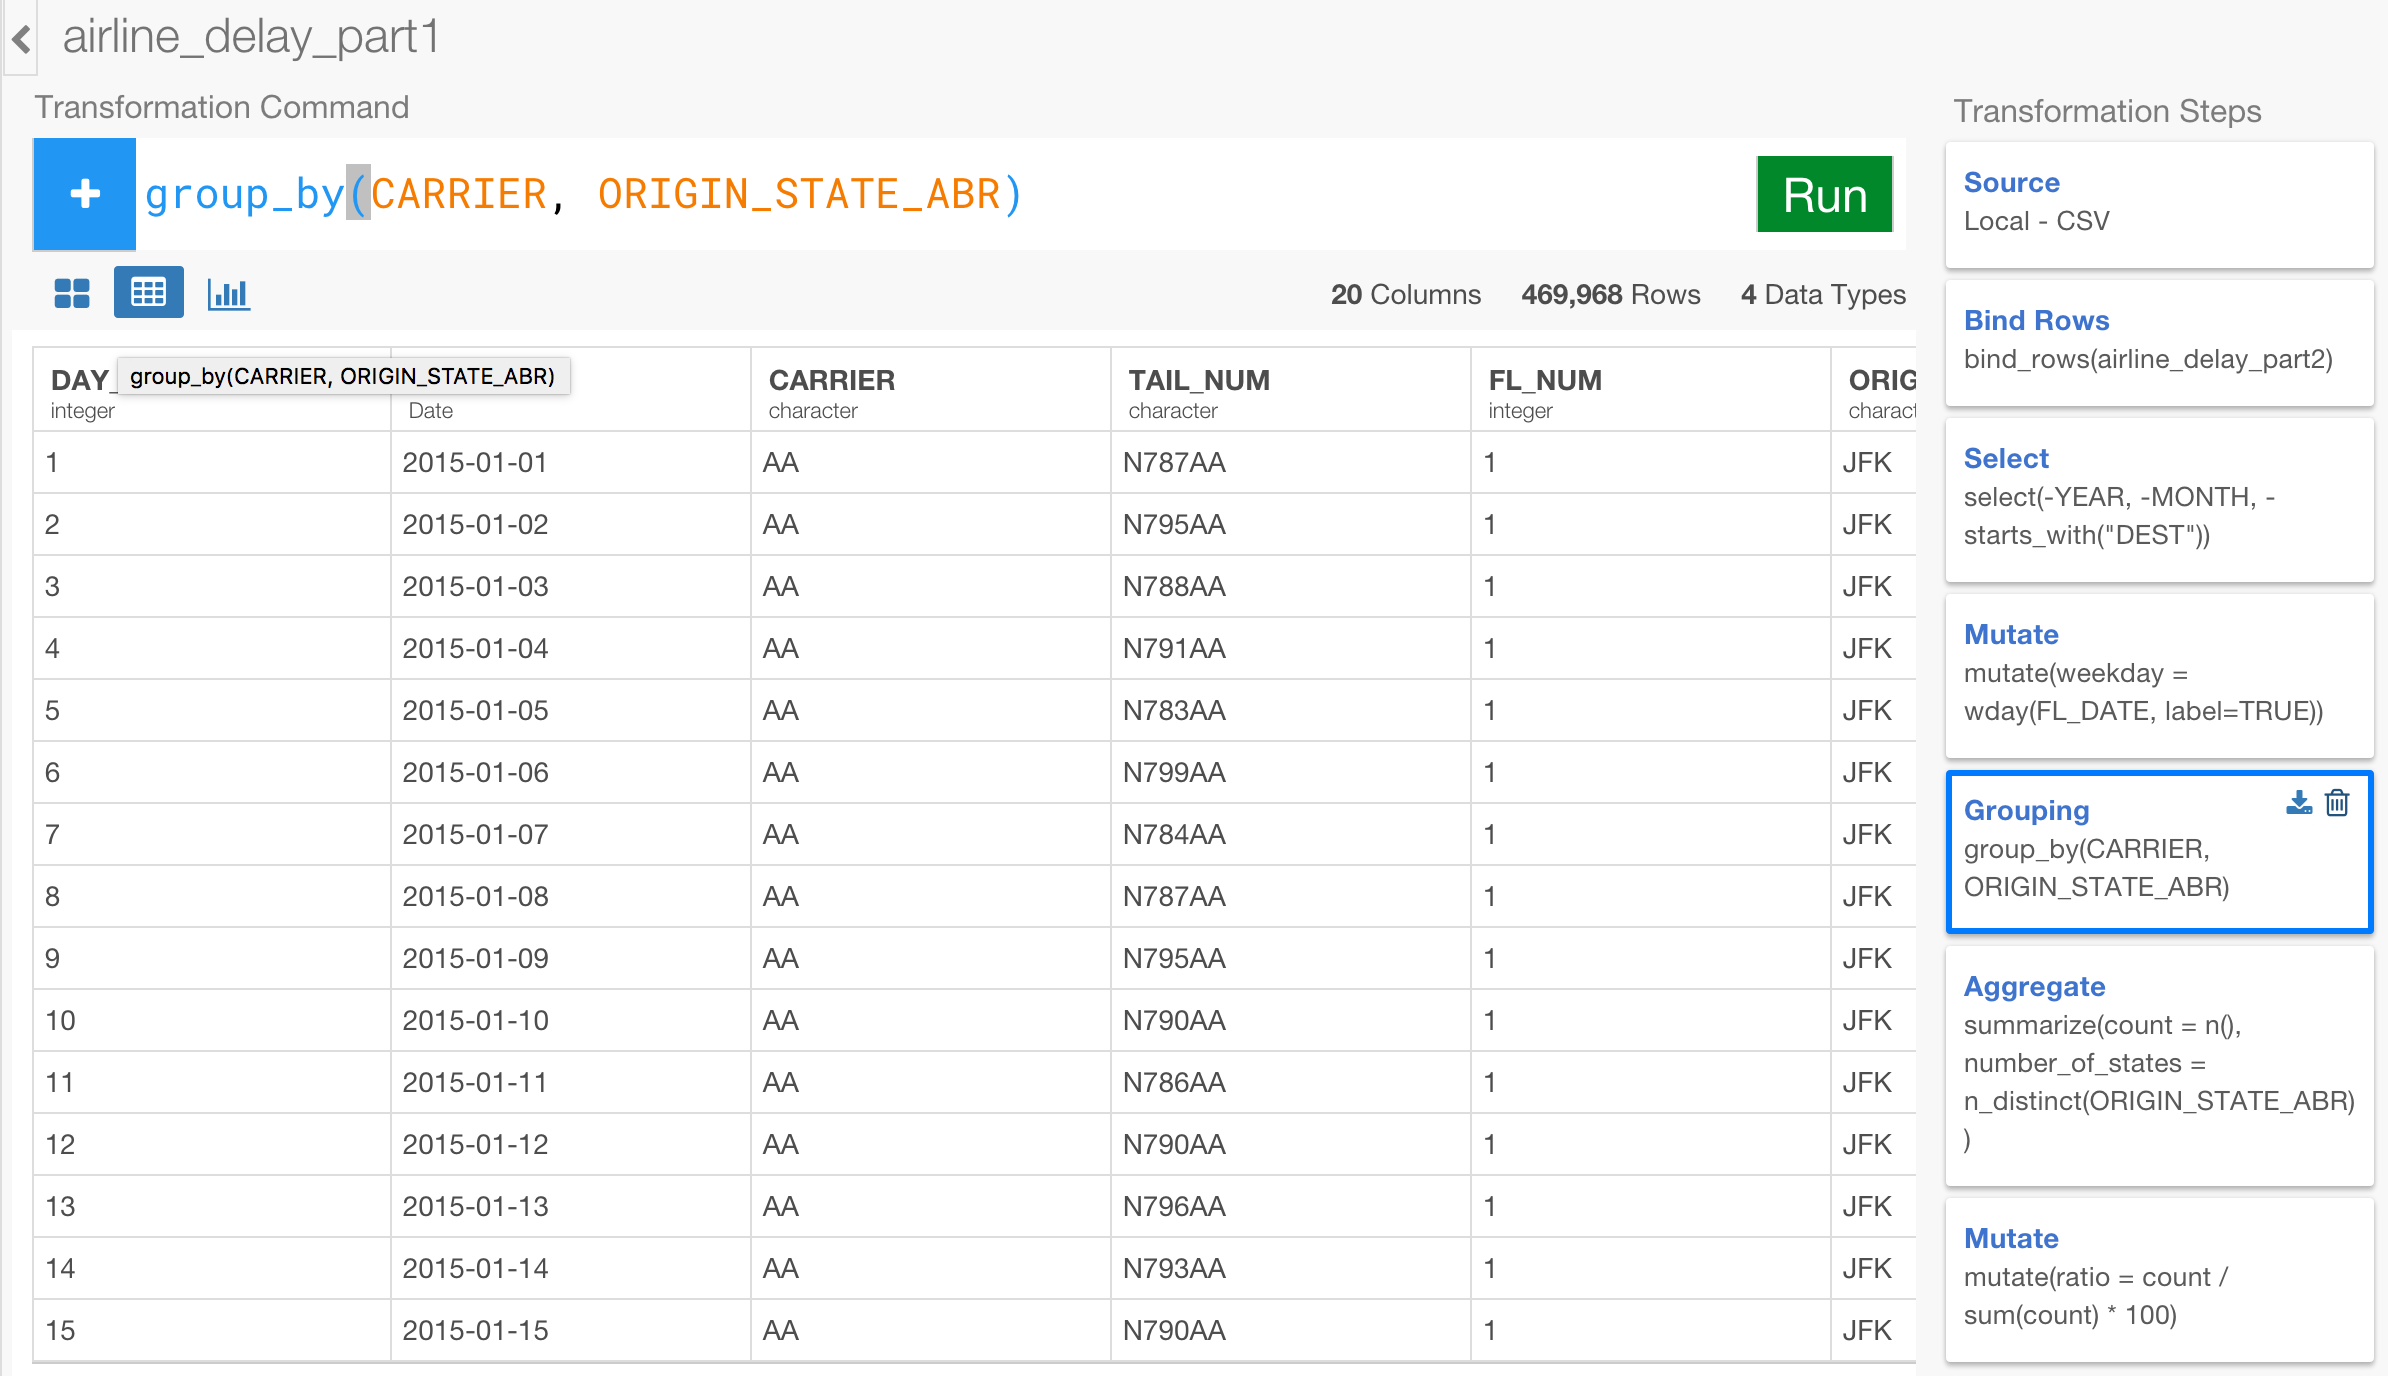 airline_delay_part1
Transformation Command
group_by(CARRIER, ORIGIN_STATE_ABR)
Run
20 Columns 469,968 Rows 4 Data Types
DAY_ CARRIER TAIL_NUM FL_NUM ORIG
group_by(CARRIER, ORIGIN_STATE_ABR)
integer Date character character integer charact
1 2015-01-01 AA N787AA 1 JFK
2 2015-01-02 AA N795AA 1 JFK
3 2015-01-03 AA N788AA 1 JFK
4 2015-01-04 AA N791AA 1 JFK
5 2015-01-05 AA N783AA 1 JFK
6 2015-01-06 AA N799AA 1 JFK
7 2015-01-07 AA N784AA 1 JFK
8 2015-01-08 AA N787AA 1 JFK
9 2015-01-09 AA N795AA 1 JFK
10 2015-01-10 AA N790AA 1 JFK
11 2015-01-11 AA N786AA 1 JFK
12 2015-01-12 AA N790AA 1 JFK
13 2015-01-13 AA N796AA 1 JFK
14 2015-01-14 AA N793AA 1 JFK
15 2015-01-15 AA N790AA 1 JFK
Transformation Steps
Source
Local - CSV
Bind Rows
bind_rows(airline_delay_part2)
Select
select(-YEAR, -MONTH, -
starts_with("DEST"))
Mutate
mutate(weekday =
wday(FL_DATE, label=TRUE))
Grouping
group_by(CARRIER,
ORIGIN_STATE_ABR)
Aggregate
summarize(count = n(),
number_of_states =
n_distinct(ORIGIN_STATE_ABR)
)
Mutate
mutate(ratio = count /
sum(count) * 100)